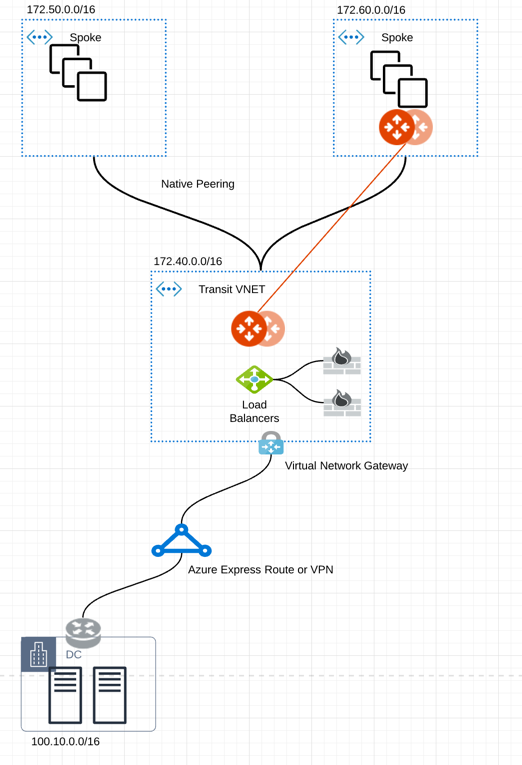 172.50.0.0/16
172.60.0.0/16
Spoke
Spoke
Native Peering
172.40.0.0/16
Transit VNET
Load
Balancers
Virtual Network Gateway
Azure Express Route or VPN
DC
100.10.0.0/16